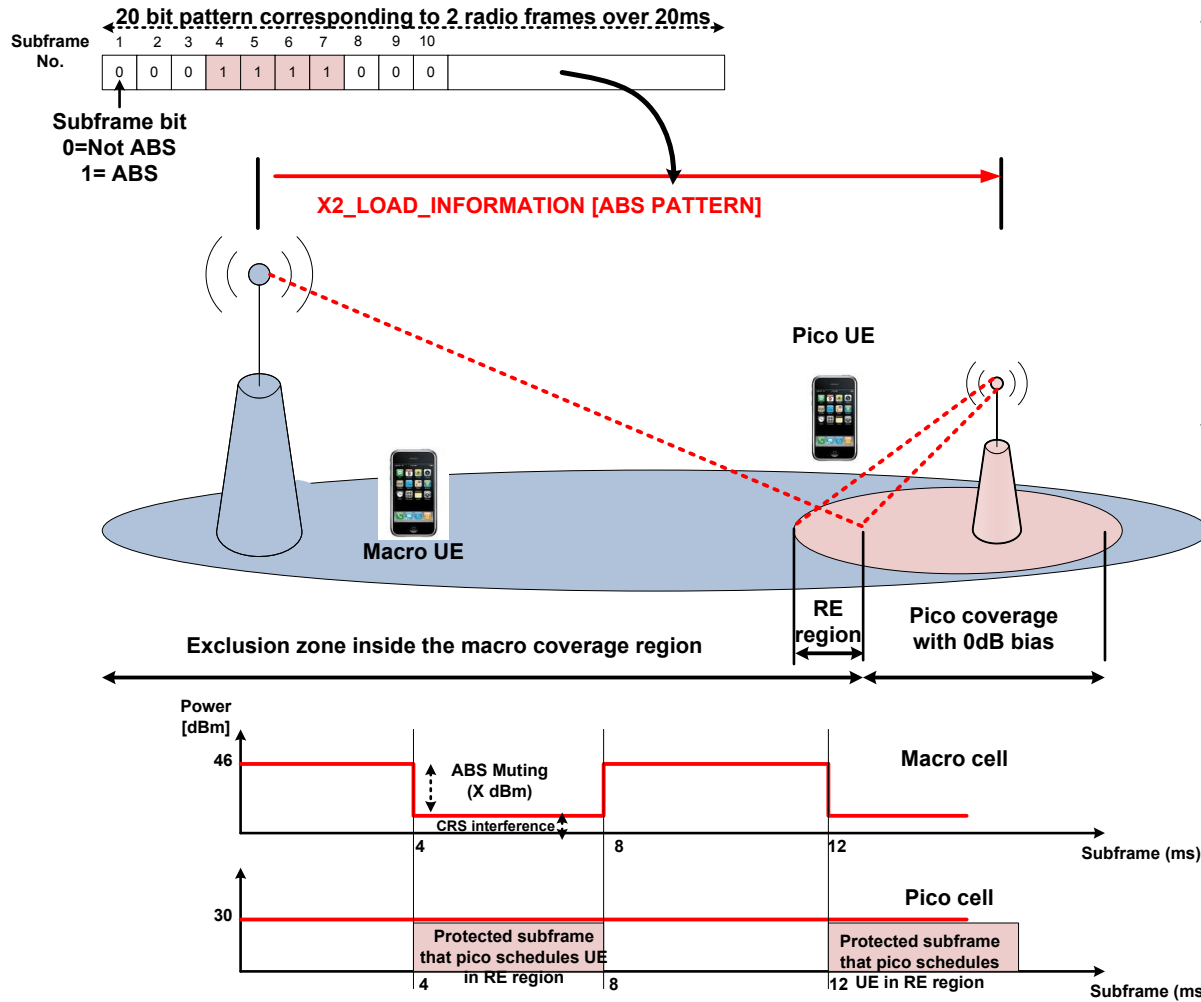 20 bit pattern corresponding to 2 radio frames over 20ms
Subframe No.
1 2 3 4 5 6 7 8 9 10
0 0 0 1 1 1 1 0 0 0
Subframe bit
0=Not ABS
1= ABS
X2_LOAD_INFORMATION [ABS PATTERN]
Pico UE
Macro UE
RE
region
Pico coverage
with 0dB bias
Exclusion zone inside the macro coverage region
Power
[dBm]
46
ABS Muting
(X dBm)
CRS interference
Macro cell
4 8 12
Subframe (ms)
Pico cell
30
Protected subframe
that pico schedules UE
in RE region
Protected subframe
that pico schedules
UE in RE region
4 8 12
Subframe (ms